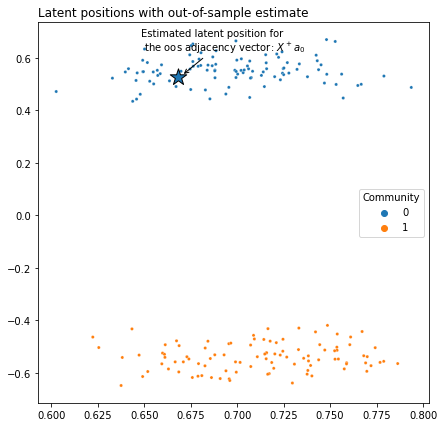 Latent positions with out-of-sample estimate
Estimated latent position for
the oos adjacency vector: X⁺a₀
0.6
0.4
0.2
0.0
−0.2
−0.4
−0.6
Community
0
1
0.600 0.625 0.650 0.675 0.700 0.725 0.750 0.775 0.800